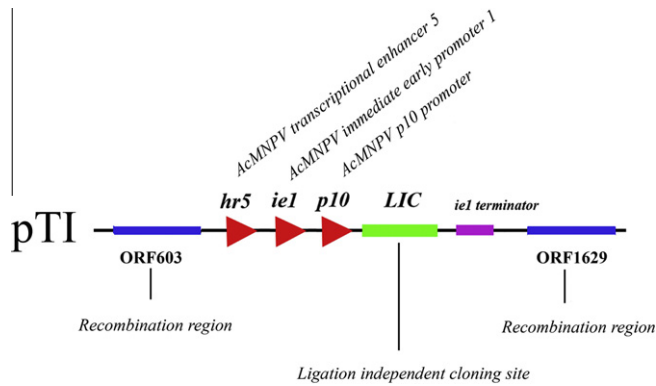 AcMNPV transcriptional enhancer 5
AcMNPV immediate early promoter 1
AcMNPV p10 promoter
hr5
ie1
p10
LIC
ie1 terminator
pTI
ORF603
ORF1629
Recombination region
Recombination region
Ligation independent cloning site